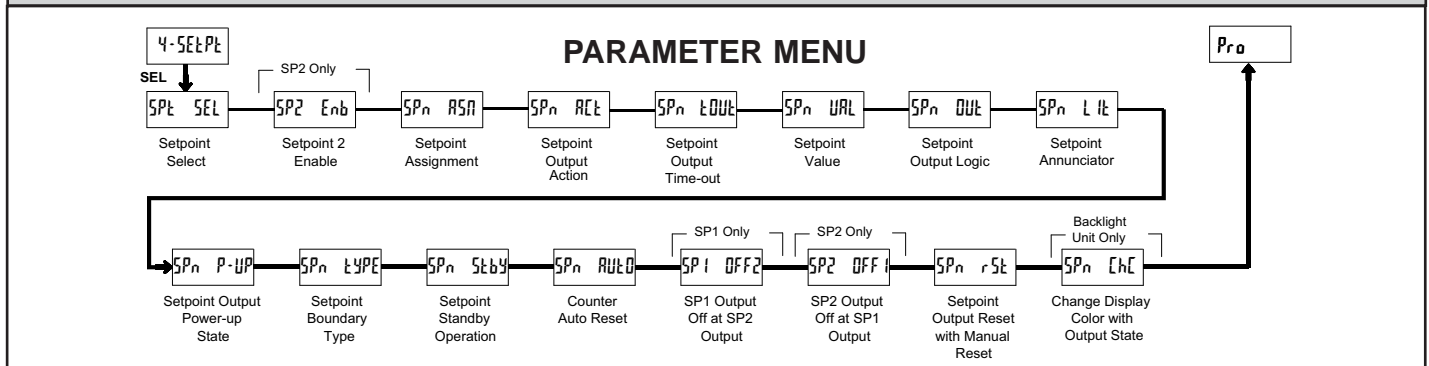 4-SEtPt
PARAMETER MENU
Pro
SEL
SP2 Only
SPt SEL
SP2 Enb
SPn ASN
SPn ACt
SPn tOUt
SPn VAL
SPn OUt
SPn LIt
Setpoint
Select
Setpoint 2
Enable
Setpoint
Assignment
Setpoint
Output
Action
Setpoint
Output
Time-out
Setpoint
Value
Setpoint
Output Logic
Setpoint
Annunciator
SP1 Only
SP2 Only
Backlight
Unit Only
SPn P-UP
SPn tYPE
SPn Stby
SPn AUtO
SP1 OFF2
SP2 OFF1
SPn rSt
SPn ChC
Setpoint Output
Power-up
State
Setpoint
Boundary
Type
Setpoint
Standby
Operation
Counter
Auto Reset
SP1 Output
Off at SP2
Output
SP2 Output
Off at SP1
Output
Setpoint
Output Reset
with Manual
Reset
Change Display
Color with
Output State